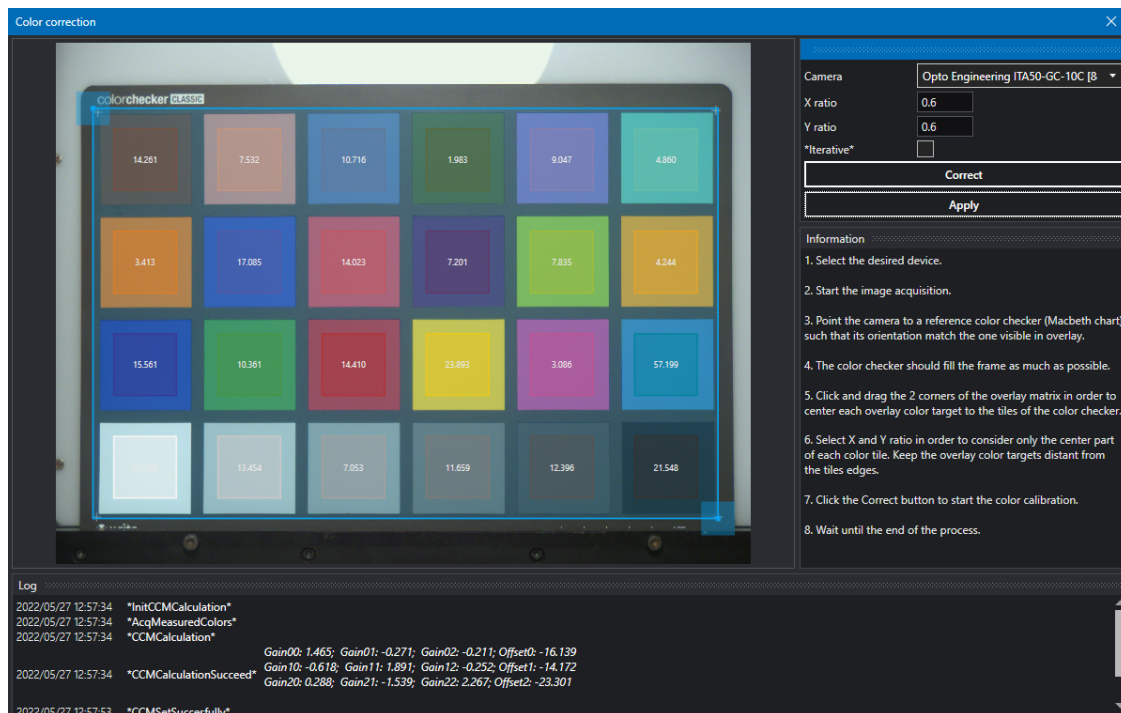 Color correction
colorchecker CLASSIC
14.261 7.532 10.716 1.983 9.047 4.860
3.413 17.085 14.023 7.201 7.835 4.244
15.561 10.361 14.410 23.893 3.086 57.199
13.454 7.053 11.659 12.396 21.548
Camera Opto Engineering ITA50-GC-10C [8
X ratio 0.6
Y ratio 0.6
*Iterative*
Correct
Apply
Information
1. Select the desired device.
2. Start the image acquisition.
3. Point the camera to a reference color checker (Macbeth chart)
such that its orientation match the one visible in overlay.
4. The color checker should fill the frame as much as possible.
5. Click and drag the 2 corners of the overlay matrix in order to
center each overlay color target to the tiles of the color checker.
6. Select X and Y ratio in order to consider only the center part
of each color tile. Keep the overlay color targets distant from
the tiles edges.
7. Click the Correct button to start the color calibration.
8. Wait until the end of the process.
Log
2022/05/27 12:57:34 *InitCCMCalculation*
2022/05/27 12:57:34 *AcqMeasuredColors*
2022/05/27 12:57:34 *CCMCalculation*
Gain00: 1.465; Gain01: -0.271; Gain02: -0.211; Offset0: -16.139
2022/05/27 12:57:34 *CCMCalculationSucceed* Gain10: -0.618; Gain11: 1.891; Gain12: -0.252; Offset1: -14.172
Gain20: 0.288; Gain21: -1.539; Gain22: 2.267; Offset2: -23.301
2022/05/27 12:57:53 *CCMSetSuccesfully*